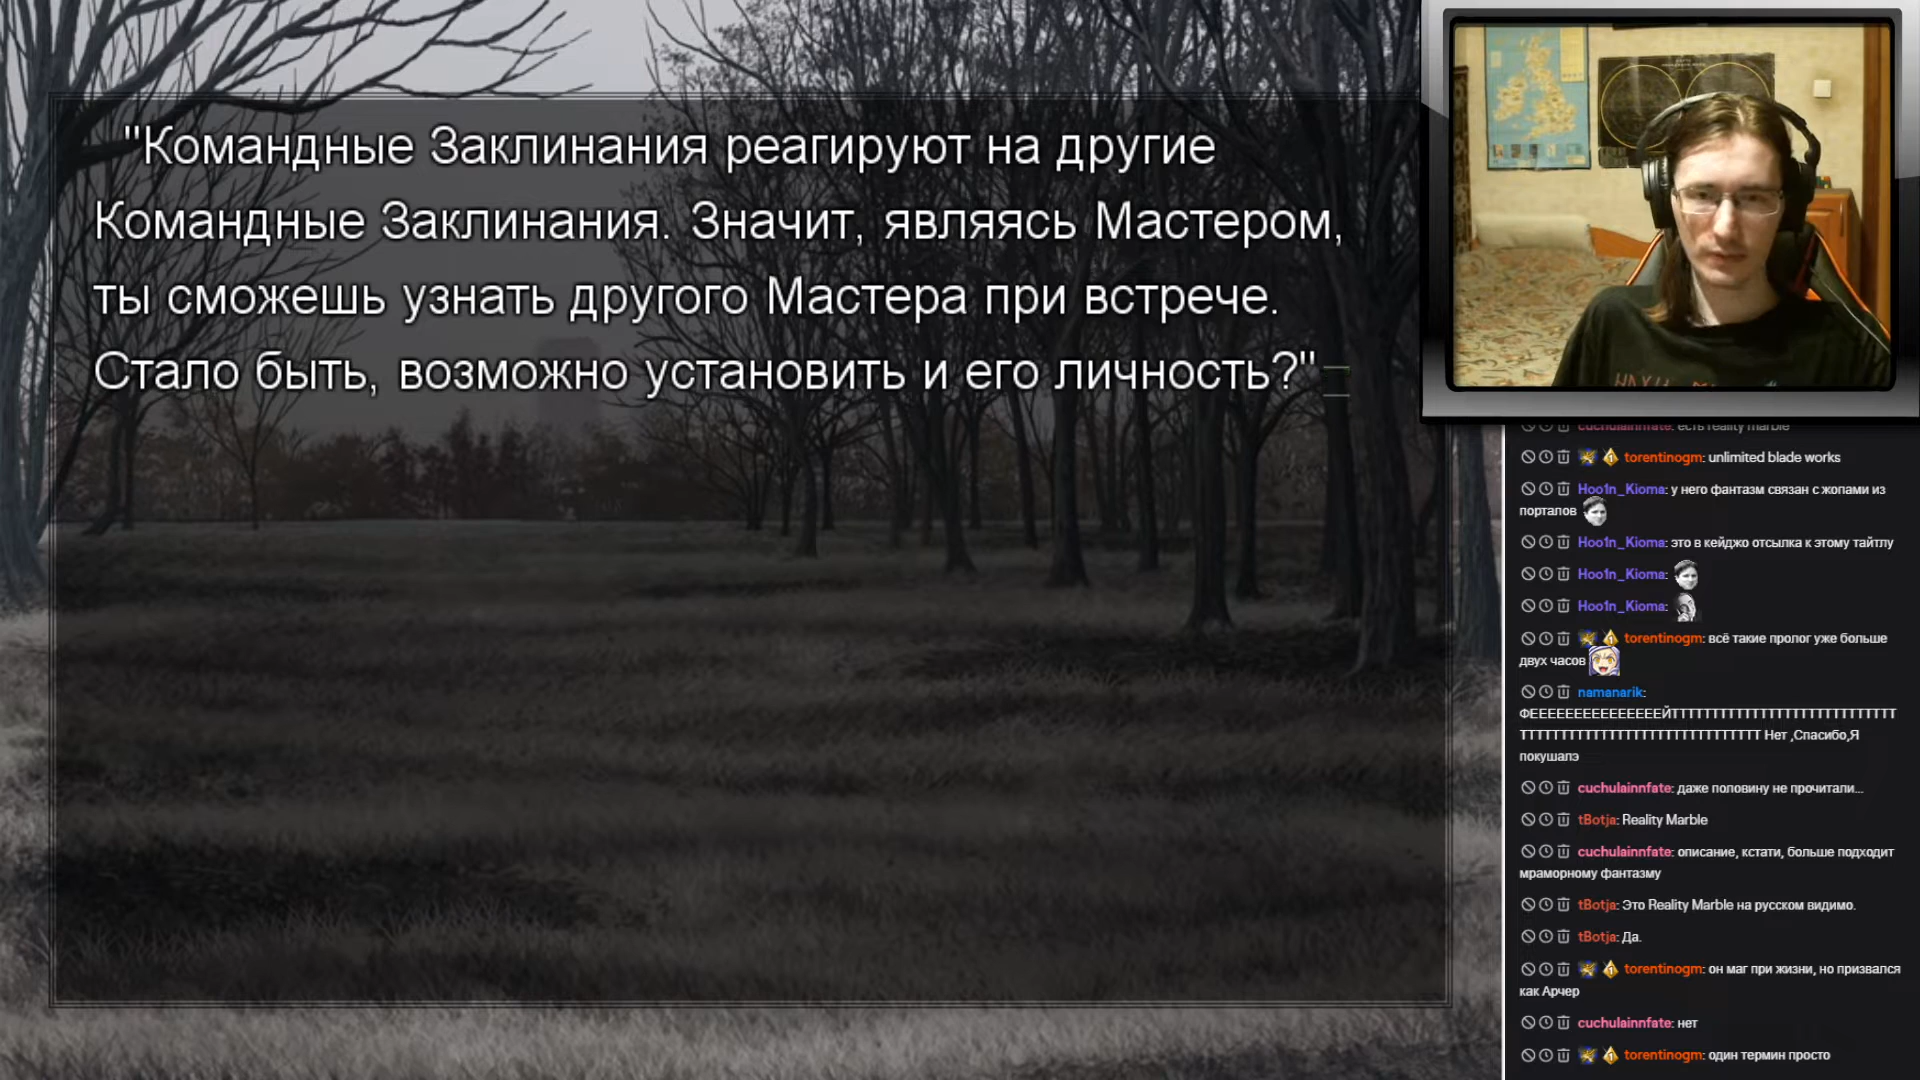 "Командные Заклинания реагируют на другие
Командные Заклинания. Значит, являясь Мастером,
ты сможешь узнать другого Мастера при встрече.
Стало быть, возможно установить и его личность?"
cuchulainnfate: есть reality marble
torentinogm: unlimited blade works
Hoo1n_Kioma: у него фантазм связан с жопами из
порталов
Hoo1n_Kioma: это в кейджо отсылка к этому тайтлу
Hoo1n_Kioma:
Hoo1n_Kioma:
torentinogm: всё такие пролог уже больше
двух часов
namanarik:
покушалэ
cuchulainnfate: даже половину не прочитали...
tBotja: Reality Marble
cuchulainnfate: описание, кстати, больше подходит
мраморному фантазму
tBotja: Это Reality Marble на русском видимо.
tBotja: Да.
torentinogm: он маг при жизни, но призвался
как Арчер
cuchulainnfate: нет
torentinogm: один термин просто